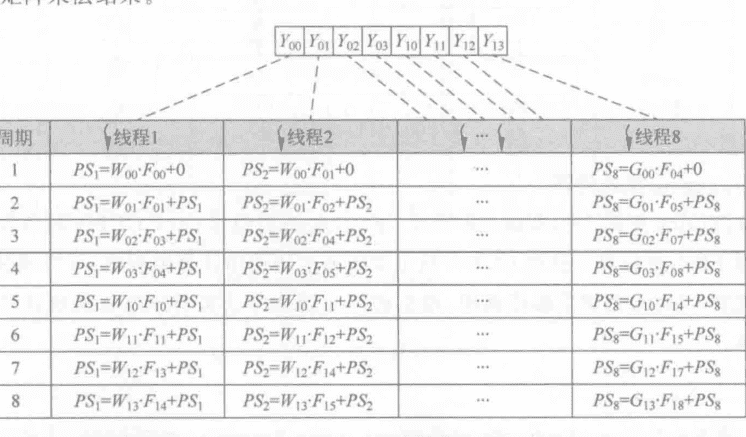 矩阵乘法结果。
Y00 Y01 Y02 Y03 Y10 Y11 Y12 Y13
周期 线程1 线程2 … 线程8
1 PS1=W00·F00+0 PS2=W00·F01+0 … PS8=G00·F04+0
2 PS1=W01·F01+PS1 PS2=W01·F02+PS2 … PS8=G01·F05+PS8
3 PS1=W02·F03+PS1 PS2=W02·F04+PS2 … PS8=G02·F07+PS8
4 PS1=W03·F04+PS1 PS2=W03·F05+PS2 … PS8=G03·F08+PS8
5 PS1=W10·F10+PS1 PS2=W10·F11+PS2 … PS8=G10·F14+PS8
6 PS1=W11·F11+PS1 PS2=W11·F12+PS2 … PS8=G11·F15+PS8
7 PS1=W12·F13+PS1 PS2=W12·F14+PS2 … PS8=G12·F17+PS8
8 PS1=W13·F14+PS1 PS2=W13·F15+PS2 … PS8=G13·F18+PS8